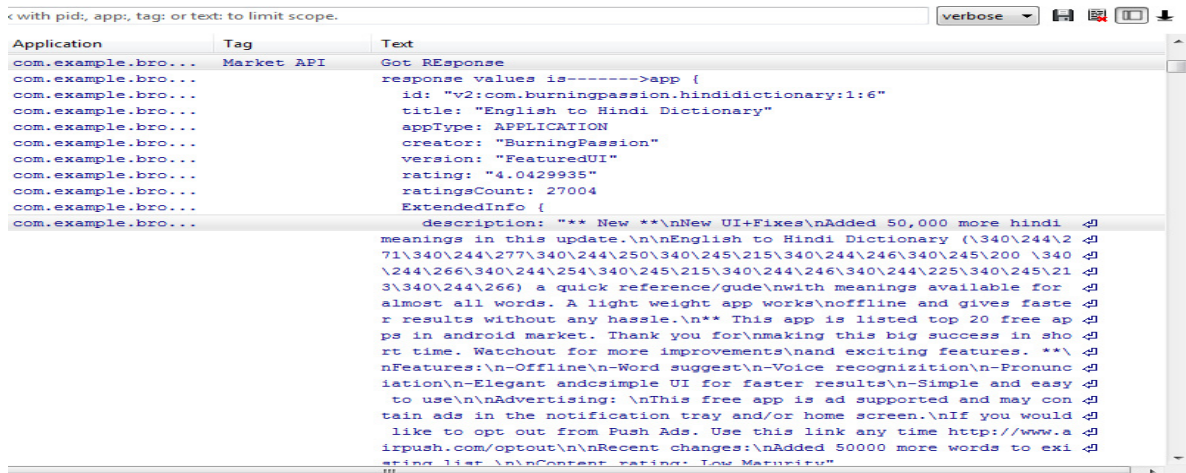 ‹ with pid:, app:, tag: or text: to limit scope.
verbose
Application Tag Text
com.example.bro... Market API Got REsponse
com.example.bro... response values is------->app {
com.example.bro... id: "v2:com.burningpassion.hindidictionary:1:6"
com.example.bro... title: "English to Hindi Dictionary"
com.example.bro... appType: APPLICATION
com.example.bro... creator: "BurningPassion"
com.example.bro... version: "FeaturedUI"
com.example.bro... rating: "4.0429935"
com.example.bro... ratingsCount: 27004
com.example.bro... ExtendedInfo {
com.example.bro... description: "** New **\nNew UI+Fixes\nAdded 50,000 more hindi
meanings in this update.\n\nEnglish to Hindi Dictionary (\340\244\2
71\340\244\277\340\244\250\340\245\215\340\244\246\340\245\200 \340
\244\266\340\244\254\340\245\215\340\244\246\340\244\225\340\245\21
3\340\244\266) a quick reference/gude\nwith meanings available for
almost all words. A light weight app works\noffline and gives faste
r results without any hassle.\n** This app is listed top 20 free ap
ps in android market. Thank you for\nmaking this big success in sho
rt time. Watchout for more improvements\nand exciting features. **\
nFeatures:\n-Offline\n-Word suggest\n-Voice recognizition\n-Pronunc
iation\n-Elegant andcsimple UI for faster results\n-Simple and easy
to use\n\nAdvertising: \nThis free app is ad supported and may con
tain ads in the notification tray and/or home screen.\nIf you would
like to opt out from Push Ads. Use this link any time http://www.a
irpush.com/optout\n\nRecent changes:\nAdded 50000 more words to exi
sting list.\n\nContent rating: Low Maturity"